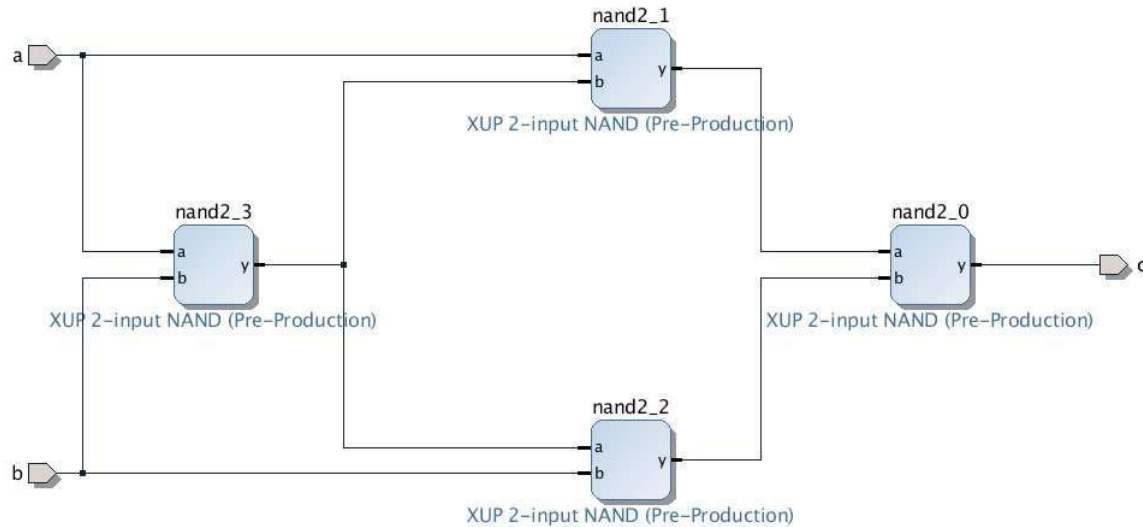 nand2_1
a
a
y
b
XUP 2-input NAND (Pre-Production)
nand2_3
nand2_0
a
y
b
a
y
b
c
XUP 2-input NAND (Pre-Production)
XUP 2-input NAND (Pre-Production)
nand2_2
a
y
b
b
XUP 2-input NAND (Pre-Production)